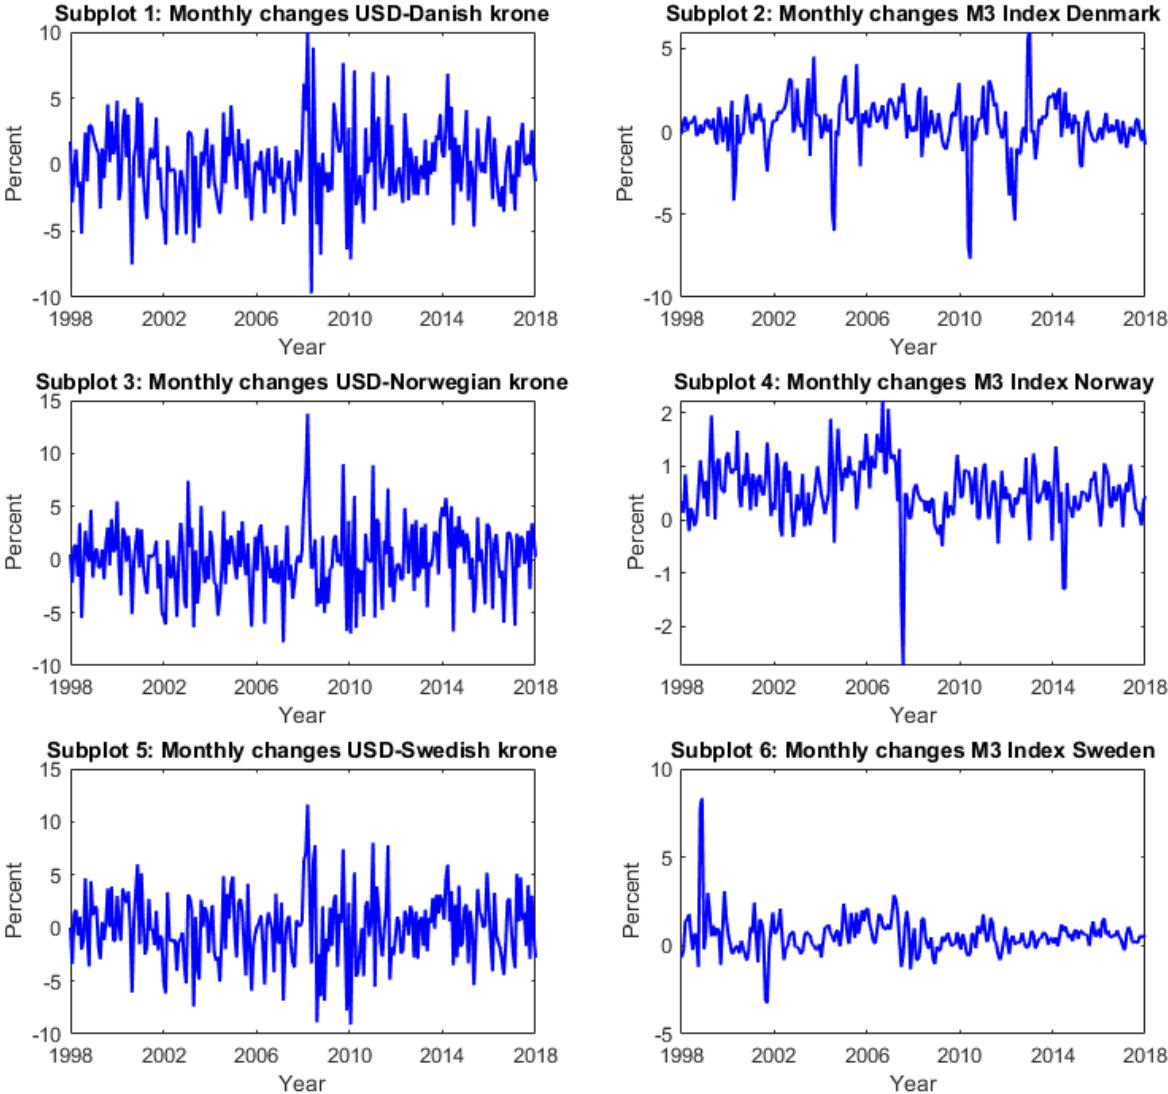 Subplot 1: Monthly changes USD-Danish krone
10
5
0
-5
-10
Percent
1998 2002 2006 2010 2014 2018
Year
Subplot 2: Monthly changes M3 Index Denmark
5
0
-5
-10
Percent
1998 2002 2006 2010 2014 2018
Year
Subplot 3: Monthly changes USD-Norwegian krone
15
10
5
0
-5
-10
Percent
1998 2002 2006 2010 2014 2018
Year
Subplot 4: Monthly changes M3 Index Norway
2
1
0
-1
-2
Percent
1998 2002 2006 2010 2014 2018
Year
Subplot 5: Monthly changes USD-Swedish krone
15
10
5
0
-5
-10
Percent
1998 2002 2006 2010 2014 2018
Year
Subplot 6: Monthly changes M3 Index Sweden
10
5
0
-5
Percent
1998 2002 2006 2010 2014 2018
Year